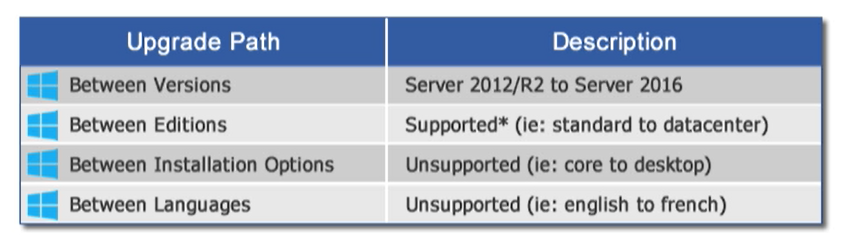 Upgrade Path Description
Between Versions Server 2012/R2 to Server 2016
Between Editions Supported* (ie: standard to datacenter)
Between Installation Options Unsupported (ie: core to desktop)
Between Languages Unsupported (ie: english to french)